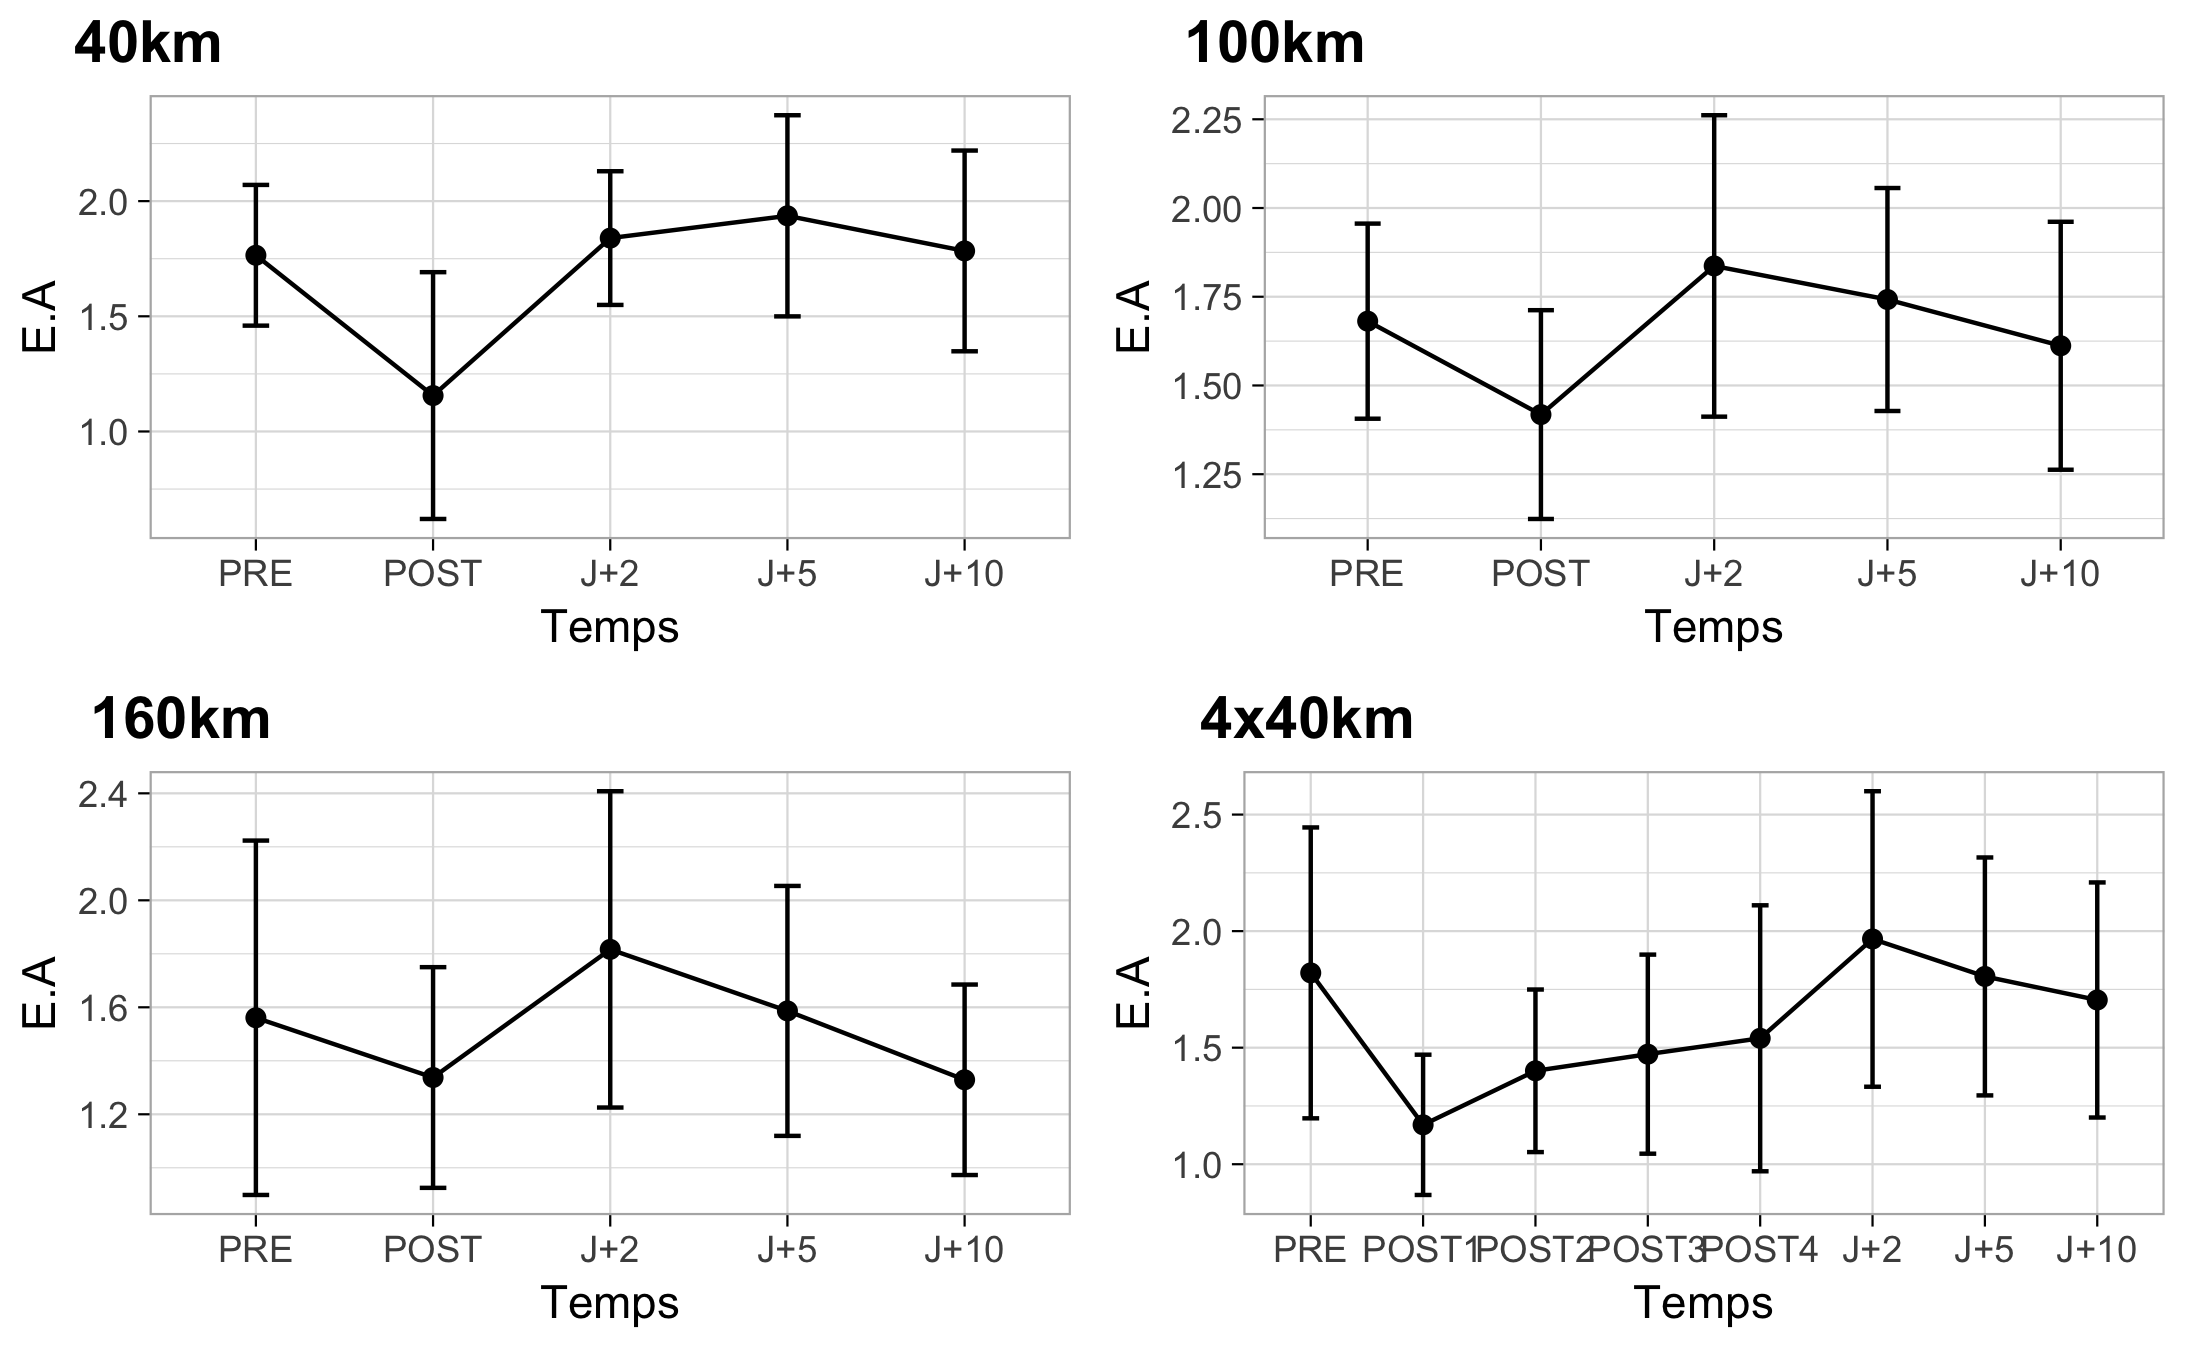 40km
E.A
2.0
1.5
1.0
PRE POST J+2 J+5 J+10
Temps
100km
E.A
2.25
2.00
1.75
1.50
1.25
PRE POST J+2 J+5 J+10
Temps
160km
E.A
2.4
2.0
1.6
1.2
PRE POST J+2 J+5 J+10
Temps
4x40km
E.A
2.5
2.0
1.5
1.0
PRE POST1 POST2 POST3 POST4 J+2 J+5 J+10
Temps